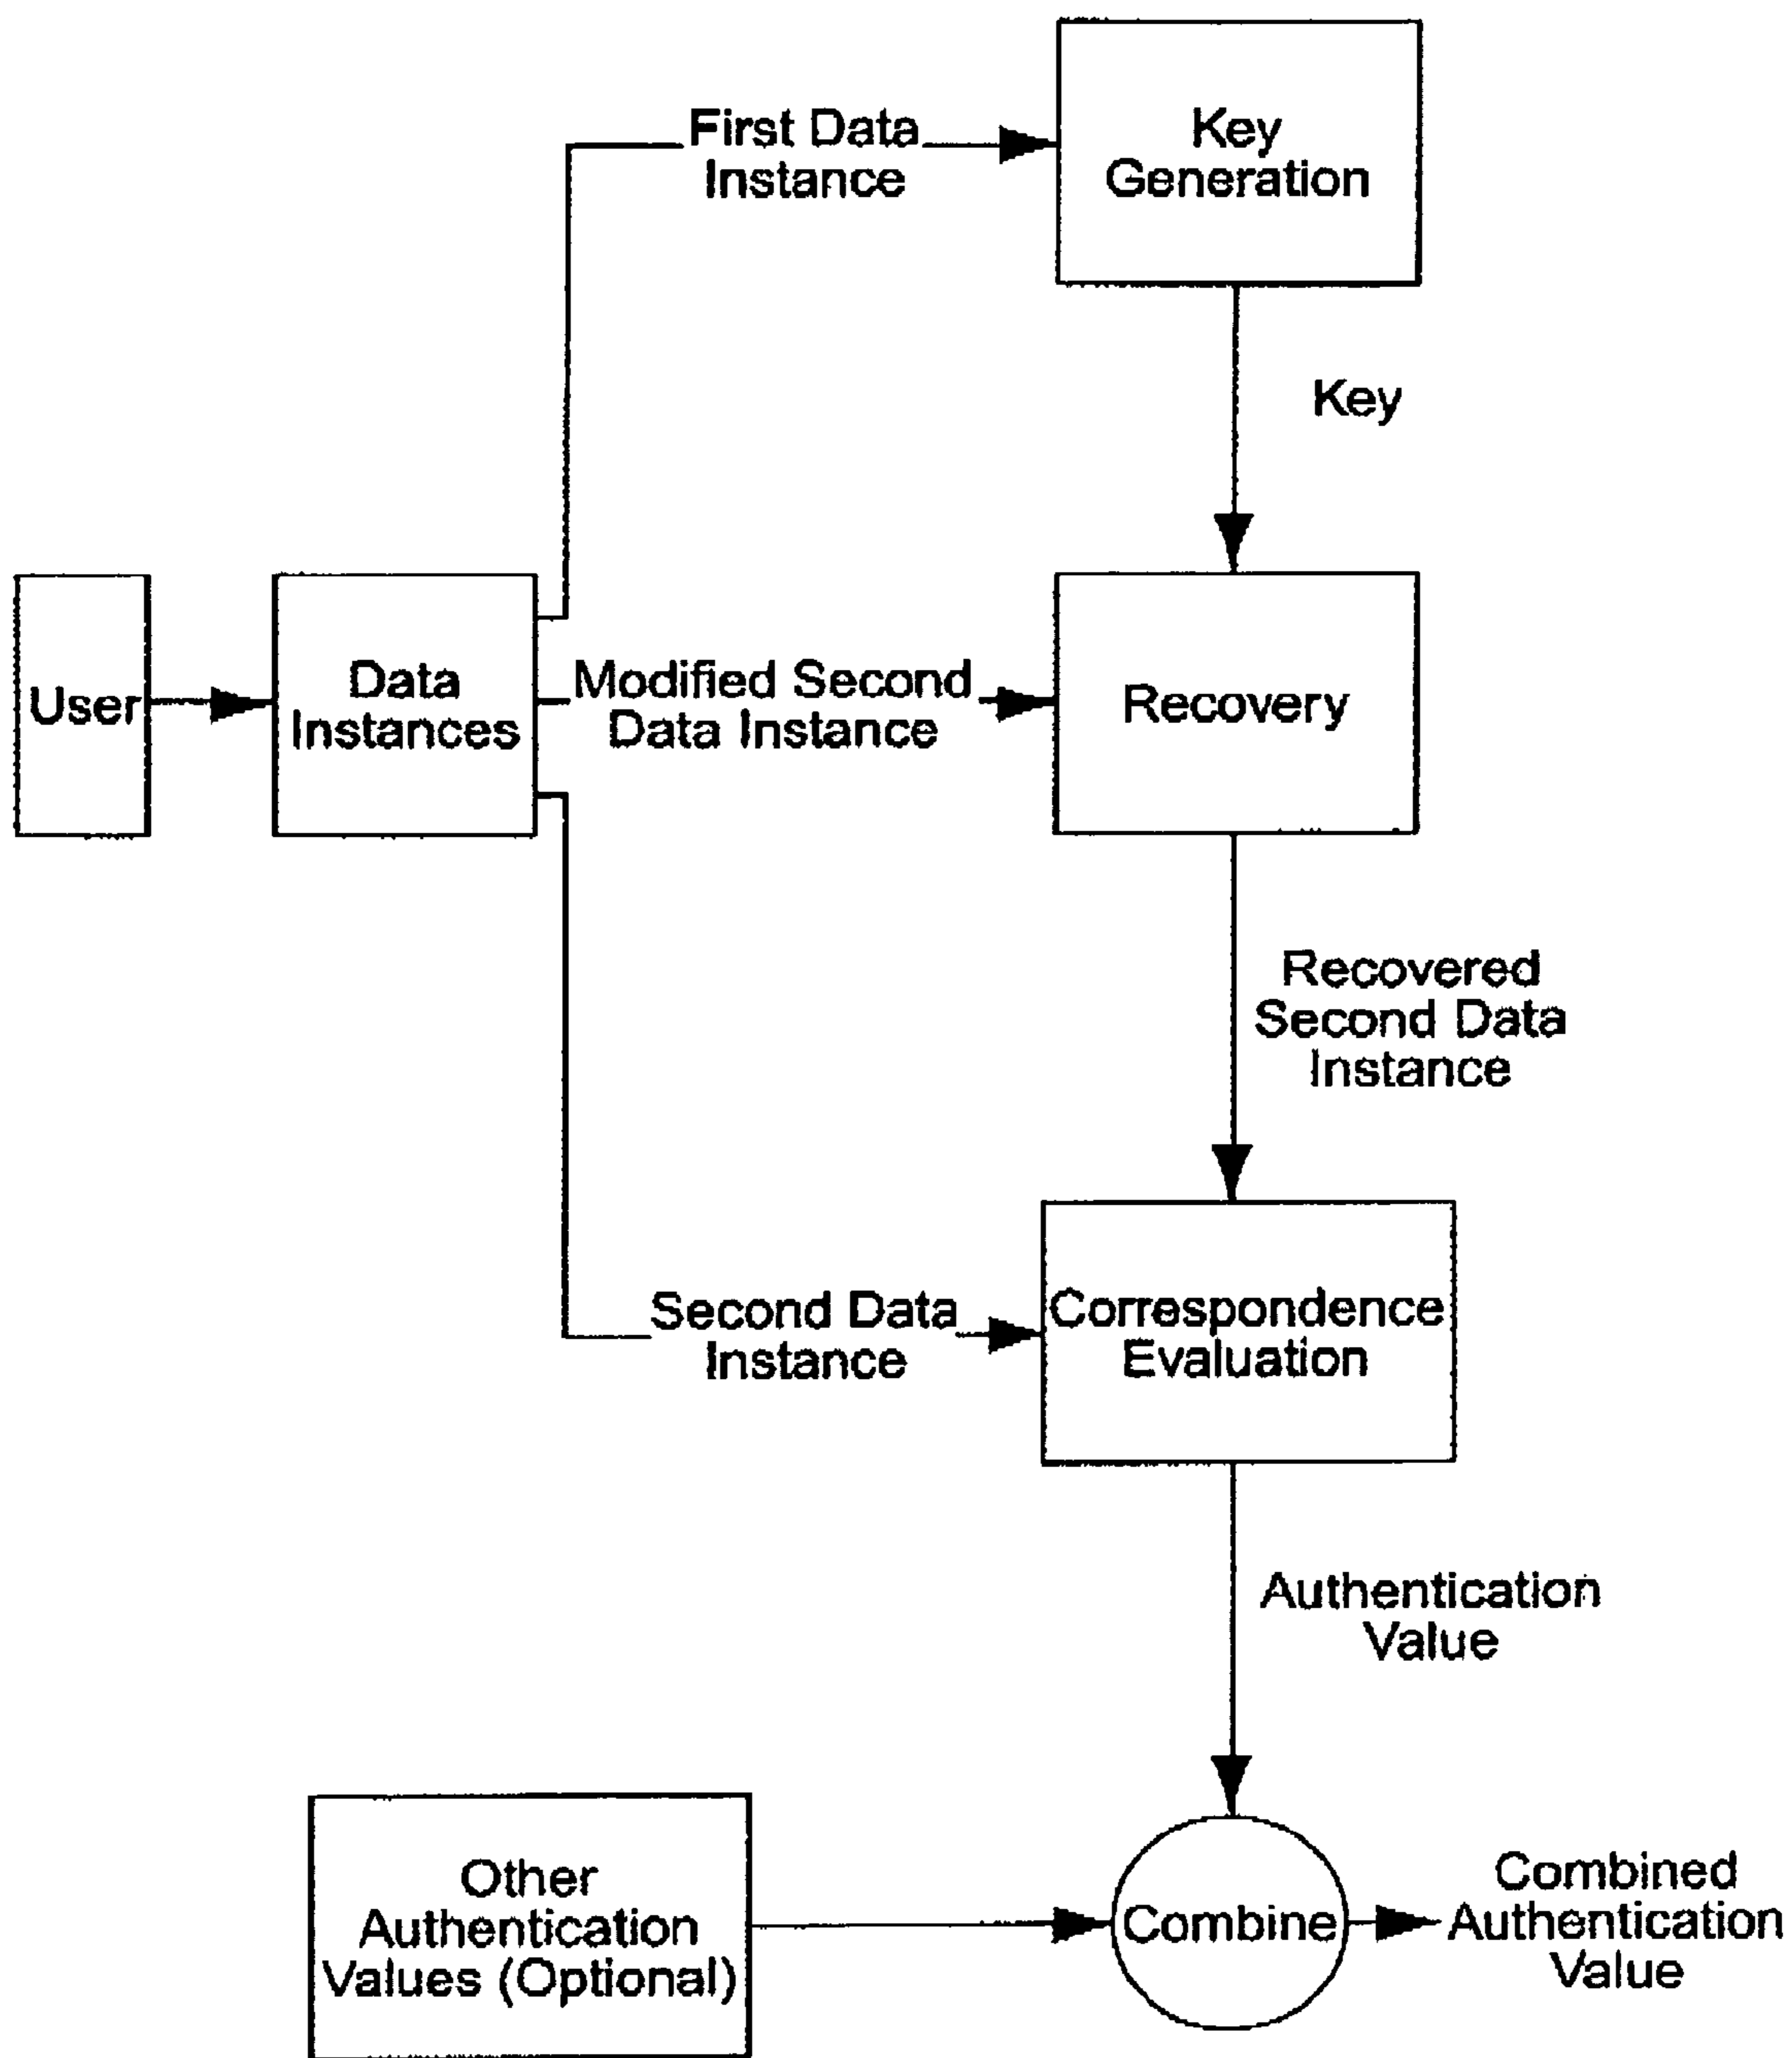 First Data
Instance
Key
Generation
Key
User
Data
Instances
Modified Second
Data Instance
Recovery
Recovered
Second Data
Instance
Second Data
Instance
Correspondence
Evaluation
Authentication
Value
Other
Authentication
Values (Optional)
Combine
Combined
Authentication
Value